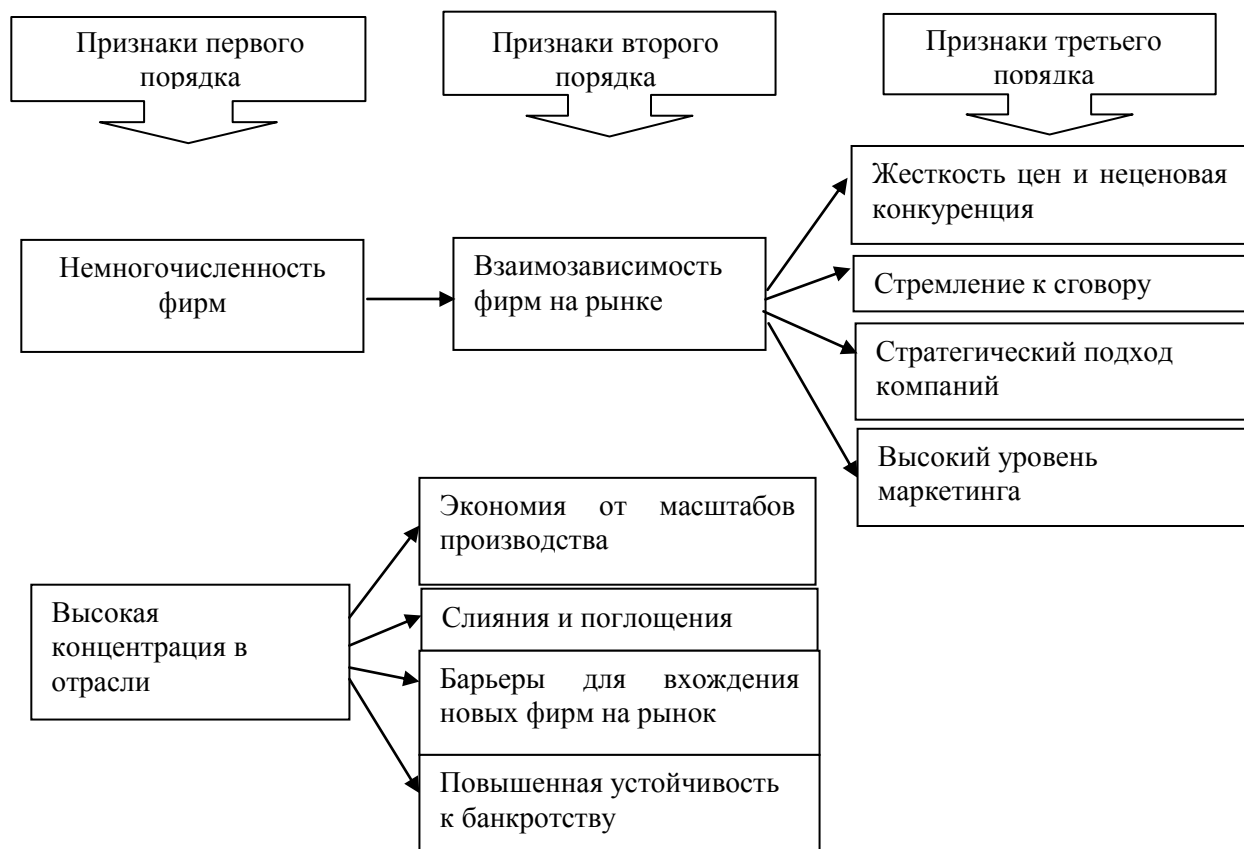 Признаки первого
порядка
Признаки второго
порядка
Признаки третьего
порядка
Немногочисленность
фирм
Взаимозависимость
фирм на рынке
Жесткость цен и неценовая
конкуренция
Стремление к сговору
Стратегический подход
компаний
Высокий уровень
маркетинга
Высокая
концентрация в
отрасли
Экономия от масштабов
производства
Слияния и поглощения
Барьеры для вхождения
новых фирм на рынок
Повышенная устойчивость
к банкротству